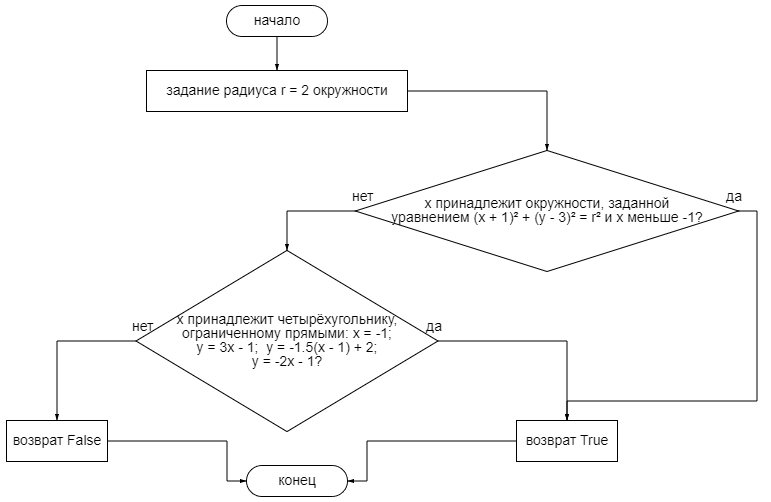 начало
задание радиуса r = 2 окружности
нет
да
x принадлежит окружности, заданной
уравнением (x + 1)² + (y - 3)² = r² и x меньше -1?
нет
да
x принадлежит четырёхугольнику,
ограниченному прямыми: x = -1;
y = 3x - 1;  y = -1.5(x - 1) + 2;
y = -2x - 1?
возврат False
возврат True
конец